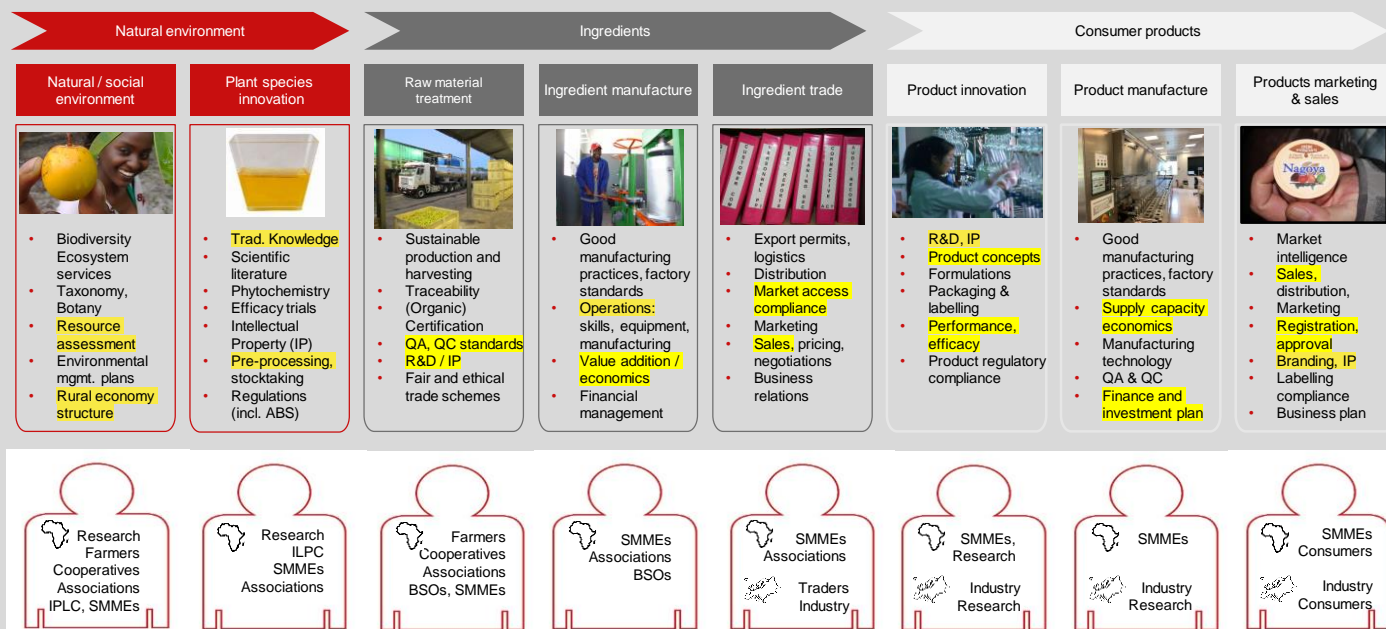 Natural environment
Ingredients
Consumer products
Natural / social
environment
Plant species
innovation
Raw material
treatment
Ingredient manufacture
Ingredient trade
Product innovation
Product manufacture
Products marketing
& sales
CUSTOMER COM
PERSONNEL
TEST REPORTS
TRAINING
CORRECTIVE ACT
Nagoya
• Biodiversity
Ecosystem
services
• Taxonomy,
Botany
• Resource
assessment
• Environmental
mgmt. plans
• Rural economy
structure
• Trad. Knowledge
• Scientific
literature
• Phytochemistry
• Efficacy trials
• Intellectual
Property (IP)
• Pre-processing,
stocktaking
• Regulations
(incl. ABS)
• Sustainable
production and
harvesting
• Traceability
• (Organic)
Certification
• QA, QC standards
• R&D / IP
• Fair and ethical
trade schemes
• Good
manufacturing
practices, factory
standards
• Operations:
skills, equipment,
manufacturing
• Value addition /
economics
• Financial
management
• Export permits,
logistics
• Distribution
• Market access
compliance
• Marketing
• Sales, pricing,
negotiations
• Business
relations
• R&D, IP
• Product concepts
• Formulations
• Packaging &
labelling
• Performance,
efficacy
• Product regulatory
compliance
• Good
manufacturing
practices, factory
standards
• Supply capacity
economics
• Manufacturing
technology
• QA & QC
• Finance and
investment plan
• Market
intelligence
• Sales,
distribution,
• Marketing
• Registration,
approval
• Branding, IP
• Labelling
compliance
• Business plan
Research
Farmers
Cooperatives
Associations
IPLC, SMMEs
Research
ILPC
SMMEs
Associations
Farmers
Cooperatives
Associations
BSOs, SMMEs
SMMEs
Associations
BSOs
SMMEs
Associations
Traders
Industry
SMMEs,
Research
Industry
Research
SMMEs
Industry
Research
SMMEs
Consumers
Industry
Consumers